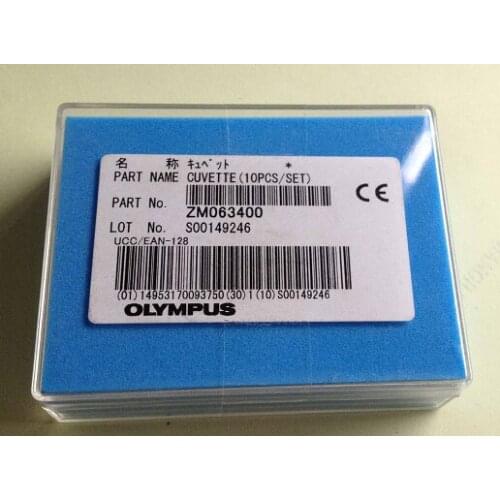 名 称 ｷｭﾍﾞｯﾄ *
PART NAME CUVETTE(10PCS/SET)
PART No. ZM063400
LOT No. S00149246
UCC/EAN-128
(01)14953170093750(30)1(10)S00149246
OLYMPUS
CE